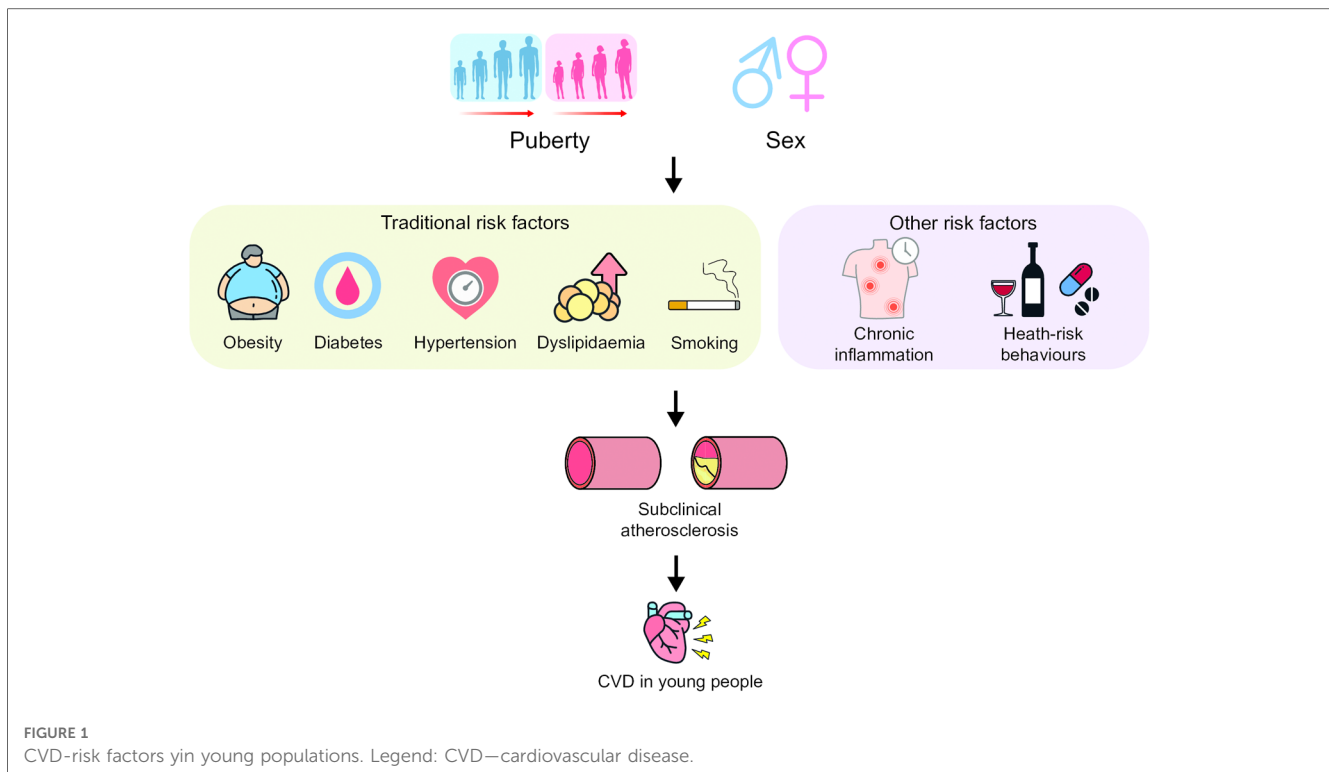 Puberty
Sex
Traditional risk factors
Other risk factors
Obesity
Diabetes
Hypertension
Dyslipidaemia
Smoking
Chronic
inflammation
Heath-risk
behaviours
Subclinical
atherosclerosis
CVD in young people
FIGURE 1
CVD-risk factors yin young populations. Legend: CVD—cardiovascular disease.